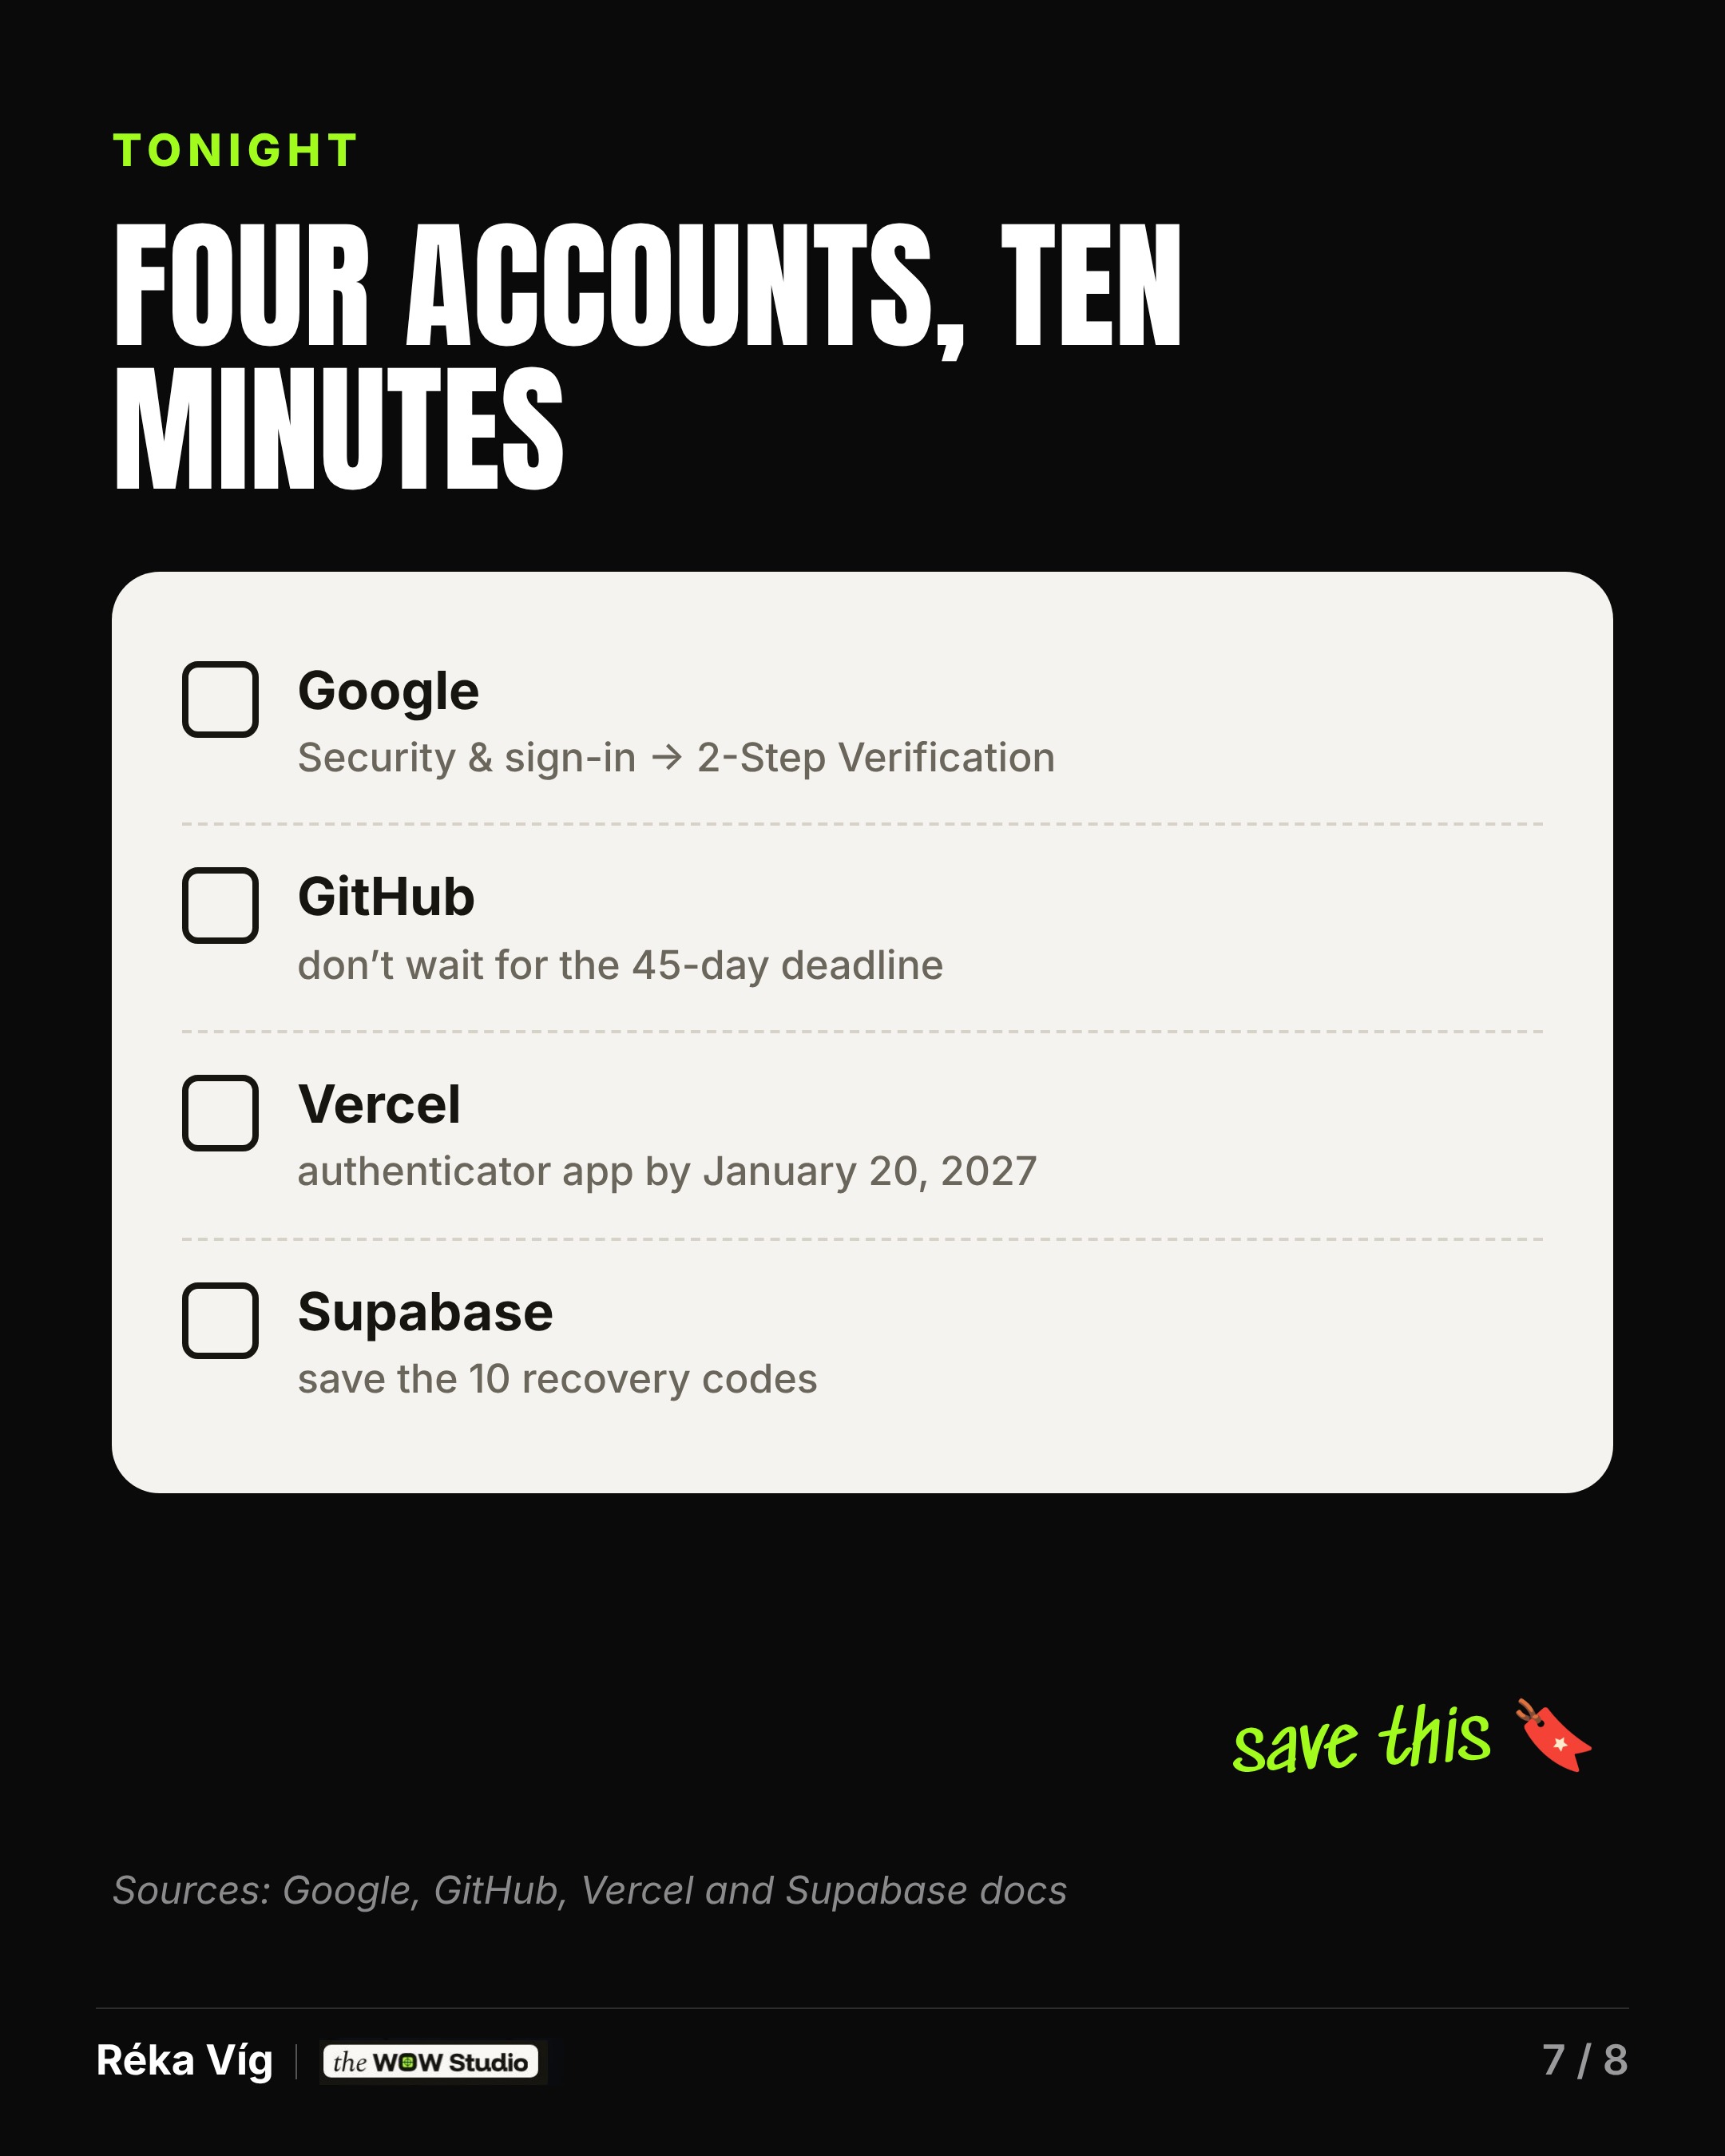 TONIGHT
FOUR ACCOUNTS, TEN
MINUTES
Google
Security & sign-in → 2-Step Verification
GitHub
don’t wait for the 45-day deadline
Vercel
authenticator app by January 20, 2027
Supabase
save the 10 recovery codes
save this
Sources: Google, GitHub, Vercel and Supabase docs
Réka Víg | the WOW Studio
7 / 8